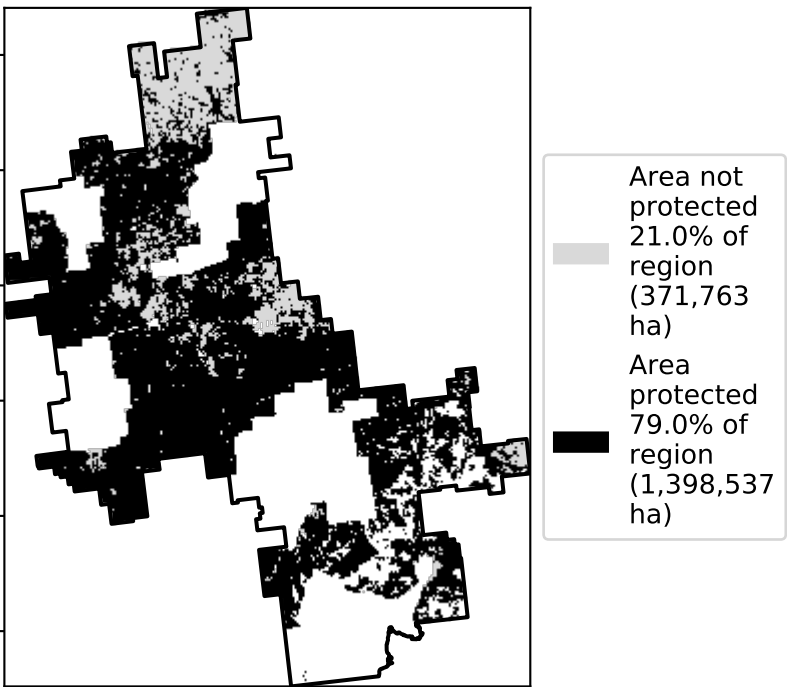 Area not
protected
21.0% of
region
(371,763
ha)
Area
protected
79.0% of
region
(1,398,537
ha)